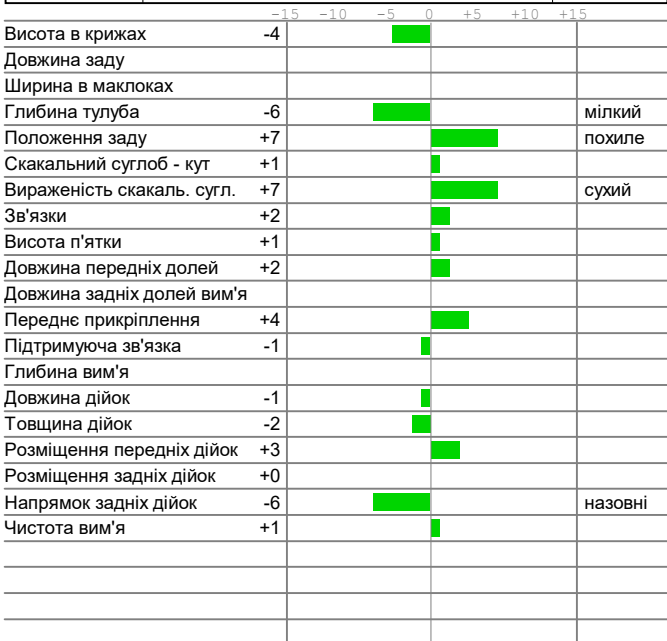 -15 -10 -5 0 +5 +10 +15
Висота в крижах -4
Довжина заду
Ширина в маклоках
Глибина тулуба -6 мілкий
Положення заду +7 похиле
Скакальний суглоб - кут +1
Вираженість скакаль. сугл. +7 сухий
Зв'язки +2
Висота п'ятки +1
Довжина передніх долей +2
Довжина задніх долей вим'я
Переднє прикріплення +4
Підтримуюча зв'язка -1
Глибина вим'я
Довжина дійок -1
Товщина дійок -2
Розміщення передніх дійок +3
Розміщення задніх дійок +0
Напрямок задніх дійок -6 назовні
Чистота вим'я +1